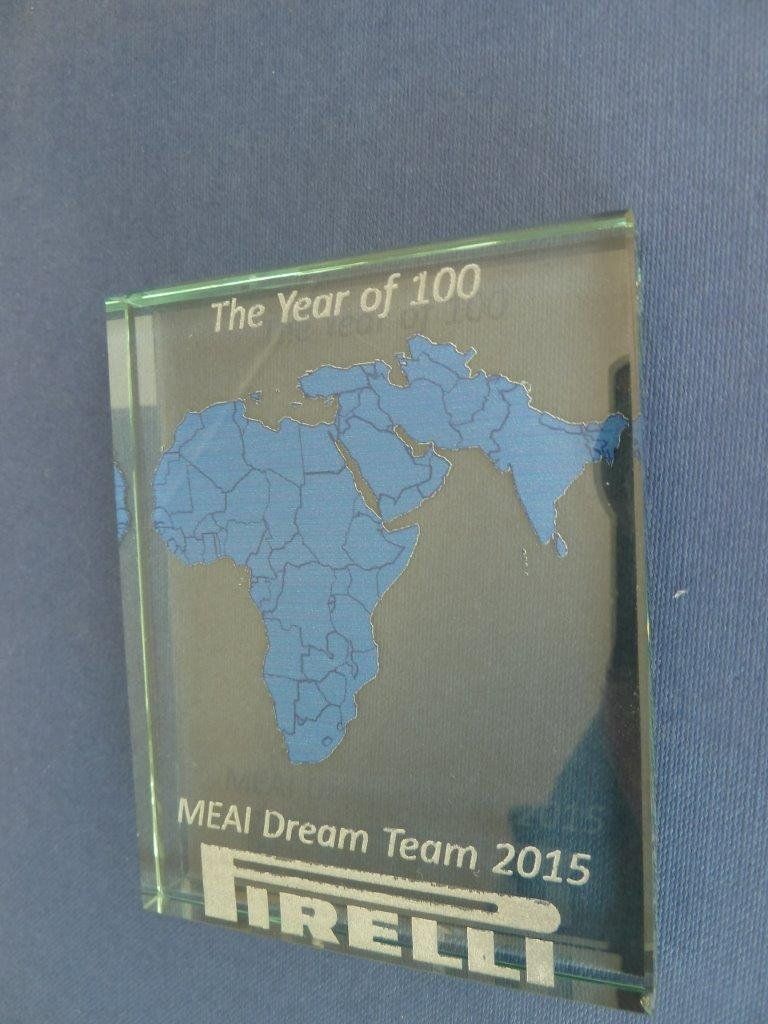 The Year of 100
MEAI Dream Team 2015
PIRELLI